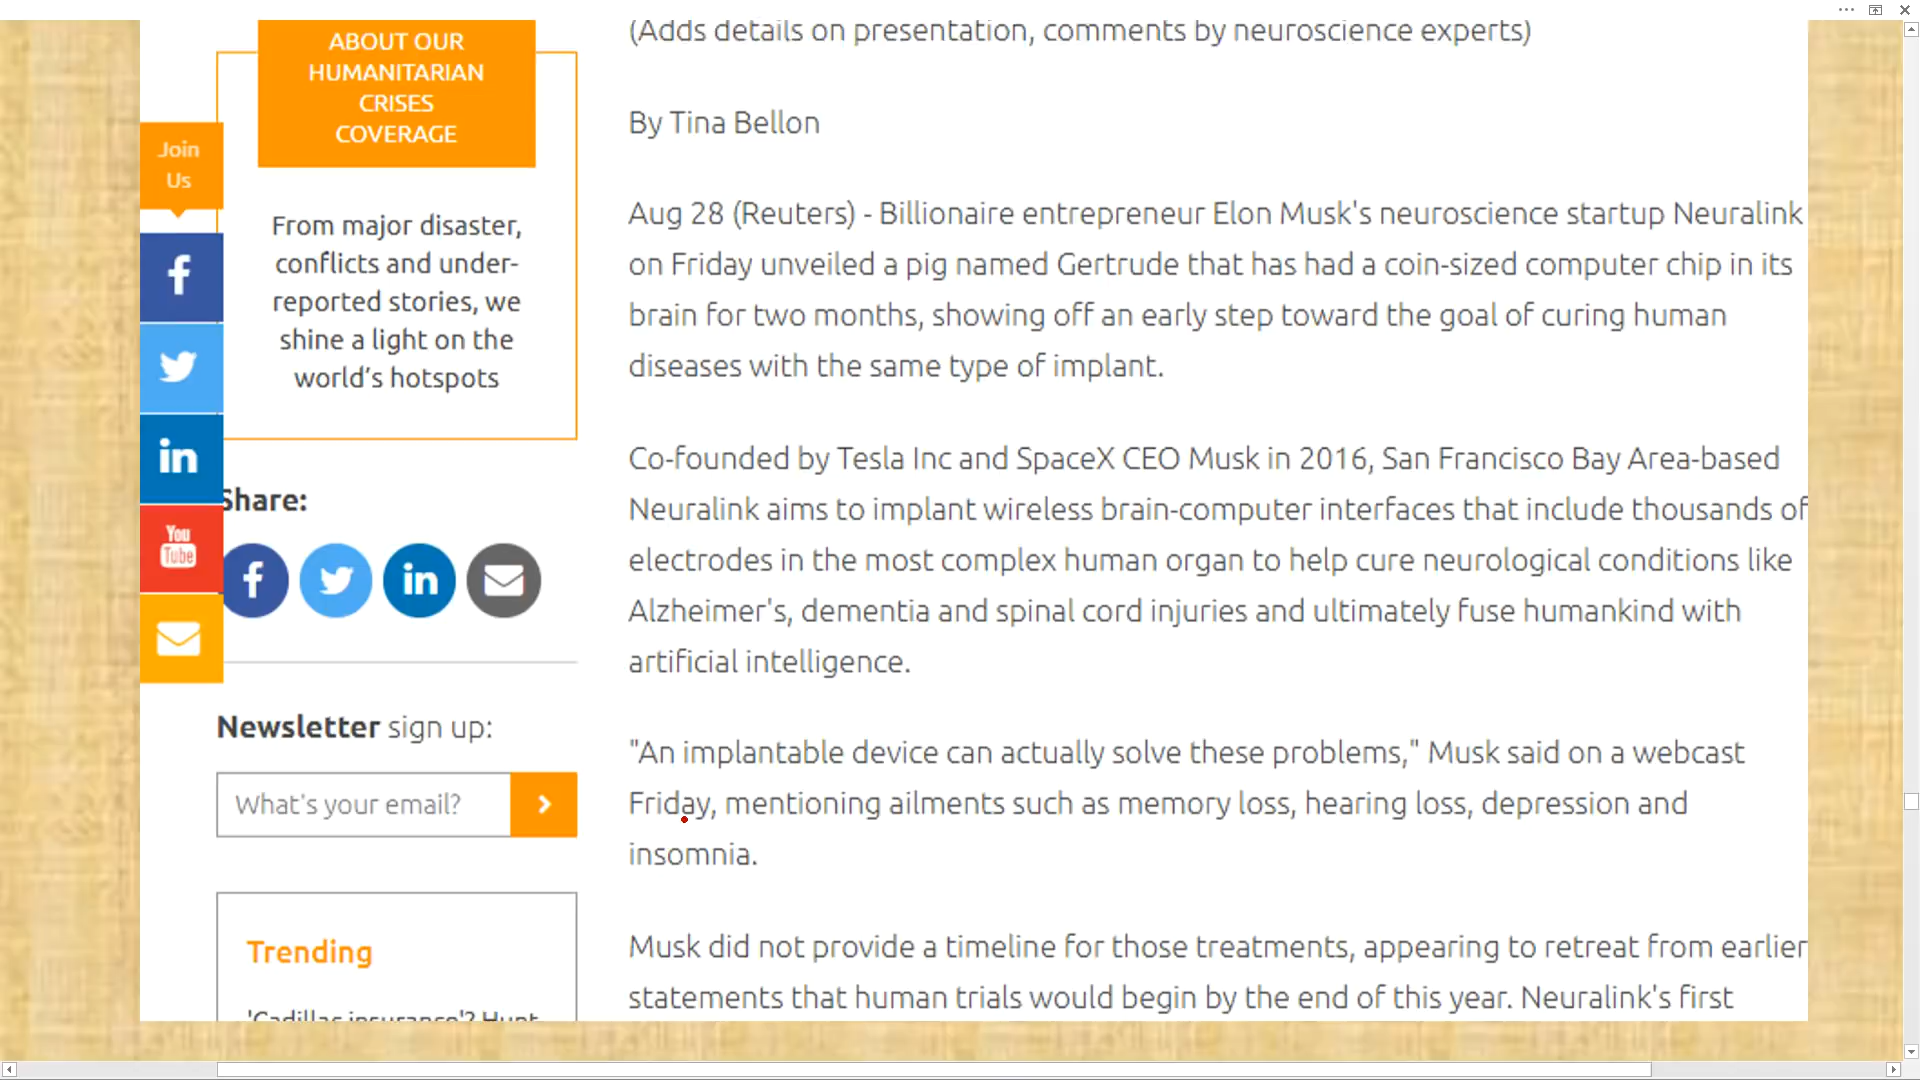 ABOUT OUR
HUMANITARIAN
CRISES
COVERAGE
Join
Us
From major disaster,
conflicts and under-
reported stories, we
shine a light on the
world’s hotspots
You
Tube
Share:
Newsletter sign up:
What's your email?
Trending
'Cadillac insurance'? Hunt
(Adds details on presentation, comments by neuroscience experts)
By Tina Bellon
Aug 28 (Reuters) - Billionaire entrepreneur Elon Musk's neuroscience startup Neuralink
on Friday unveiled a pig named Gertrude that has had a coin-sized computer chip in its
brain for two months, showing off an early step toward the goal of curing human
diseases with the same type of implant.
Co-founded by Tesla Inc and SpaceX CEO Musk in 2016, San Francisco Bay Area-based
Neuralink aims to implant wireless brain-computer interfaces that include thousands of
electrodes in the most complex human organ to help cure neurological conditions like
Alzheimer's, dementia and spinal cord injuries and ultimately fuse humankind with
artificial intelligence.
"An implantable device can actually solve these problems," Musk said on a webcast
Friday, mentioning ailments such as memory loss, hearing loss, depression and
insomnia.
Musk did not provide a timeline for those treatments, appearing to retreat from earlier
statements that human trials would begin by the end of this year. Neuralink's first